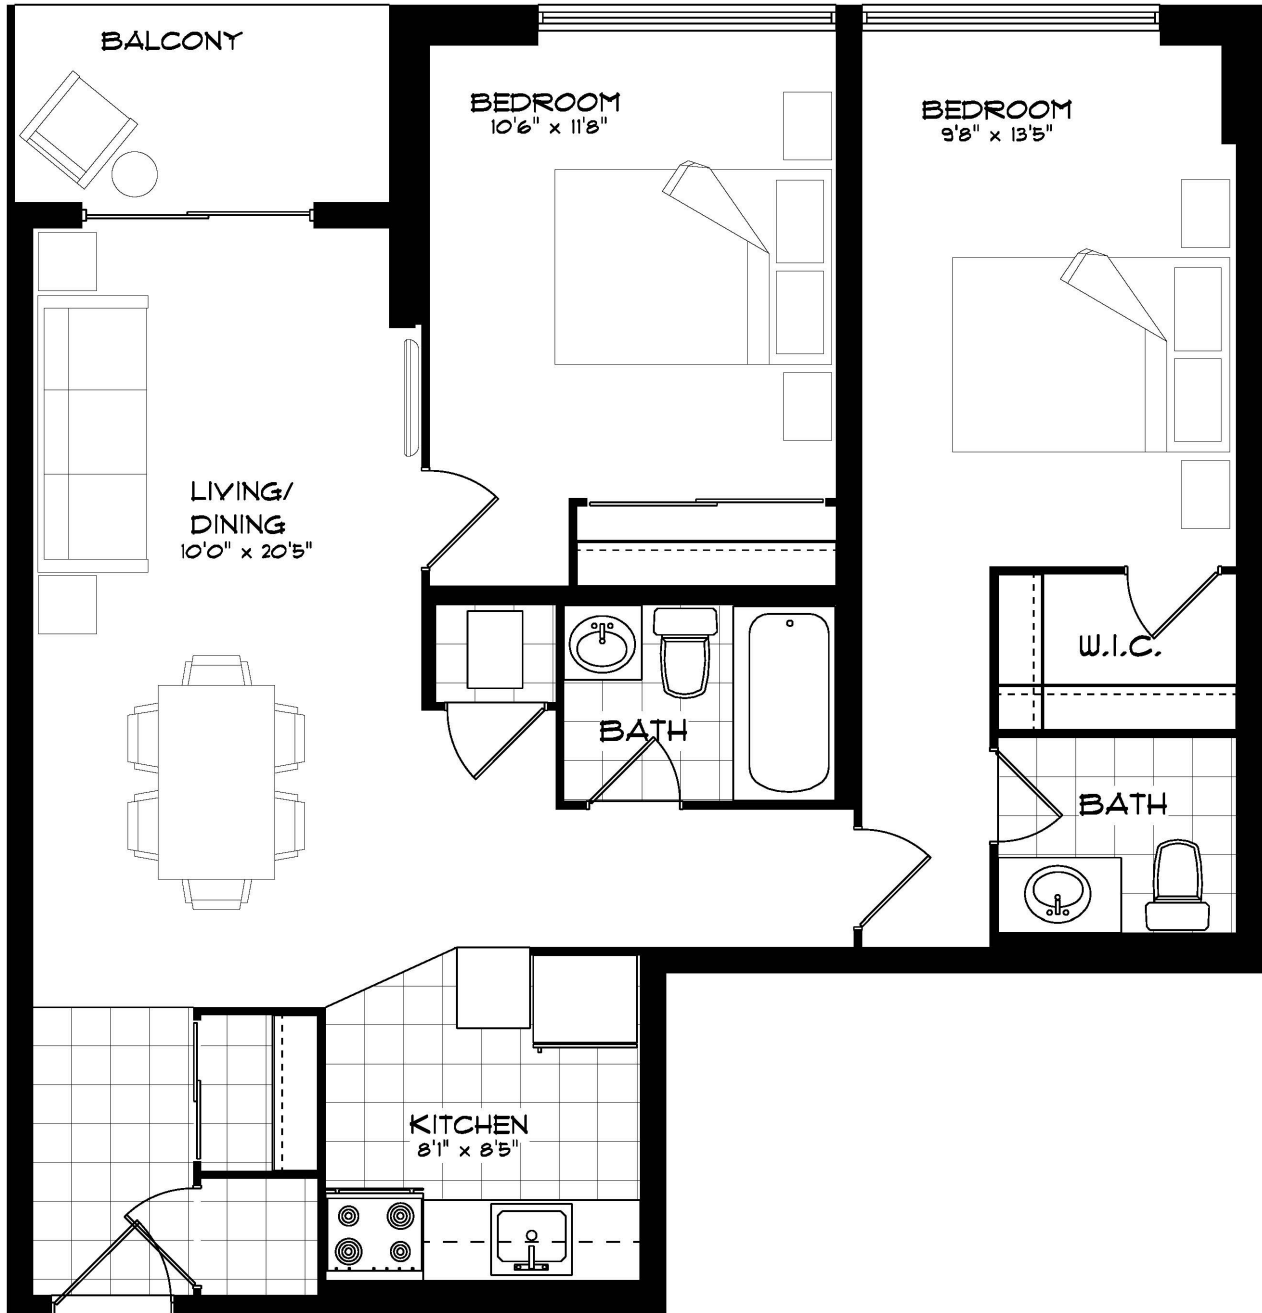 BALCONY
BEDROOM
10'6" x 11'8"
BEDROOM
9'8" x 13'5"
LIVING/
DINING
10'0" x 20'5"
W.I.C.
BATH
BATH
KITCHEN
8'1" x 8'5"